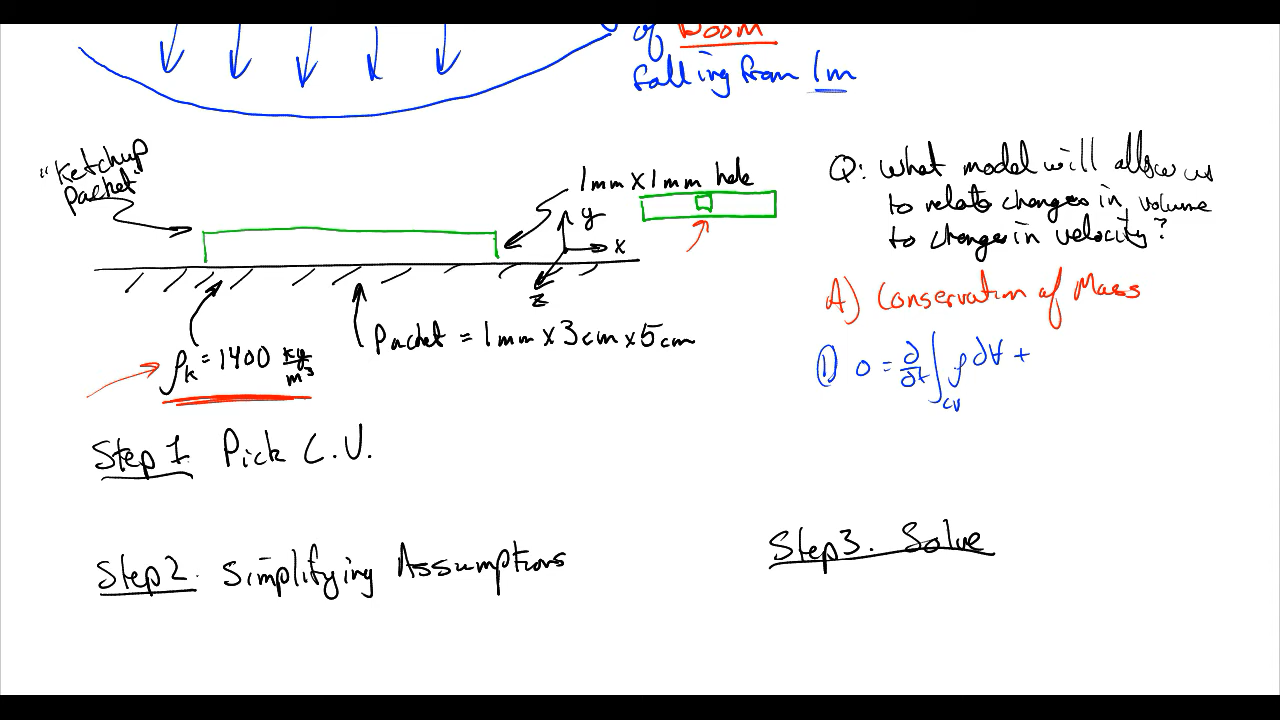 of Doom
falling from 1m
"Ketchup
Packet"
1mm X 1mm hole
y
x
z
Packet = 1mm x 3cm x 5cm
ρk = 1400 kg/m³
Q: What model will allow us
to relate changes in volume
to changes in velocity?
A) Conservation of Mass
① 0 = ∂/∂t ∫cv ρ dV +
Step 1. Pick C.V.
Step 2. Simplifying Assumptions
Step 3. Solve